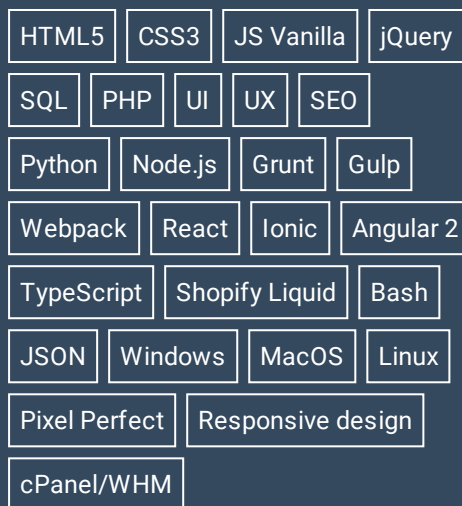 HTML5 CSS3 JS Vanilla jQuery
SQL PHP UI UX SEO
Python Node.js Grunt Gulp
Webpack React Ionic Angular 2
TypeScript Shopify Liquid Bash
JSON Windows MacOS Linux
Pixel Perfect Responsive design
cPanel/WHM